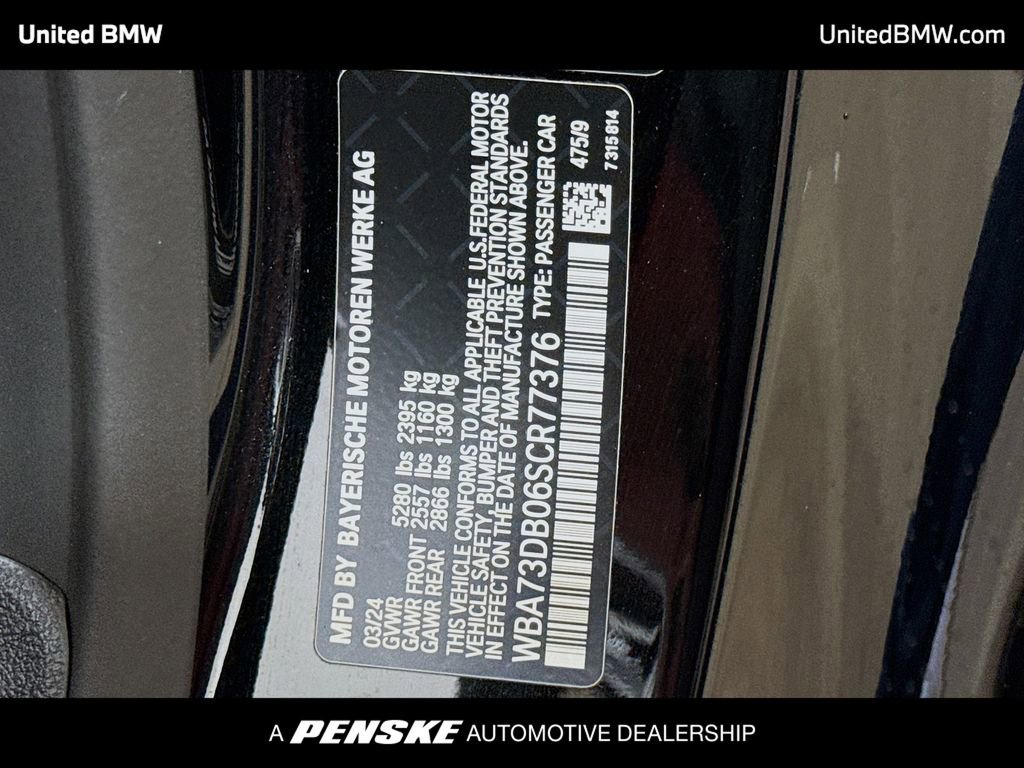 United BMW
UnitedBMW.com
MFD BY BAYERISCHE MOTOREN WERKE AG
03/24
GVWR 5280 lbs 2395 kg
GAWR FRONT 2557 lbs 1160 kg
GAWR REAR 2866 lbs 1300 kg
THIS VEHICLE CONFORMS TO ALL APPLICABLE U.S.FEDERAL MOTOR
VEHICLE SAFETY, BUMPER AND THEFT PREVENTION STANDARDS
IN EFFECT ON THE DATE OF MANUFACTURE SHOWN ABOVE.
WBA73DB06SCR77376 TYPE: PASSENGER CAR
475/9
7315814
A PENSKE AUTOMOTIVE DEALERSHIP